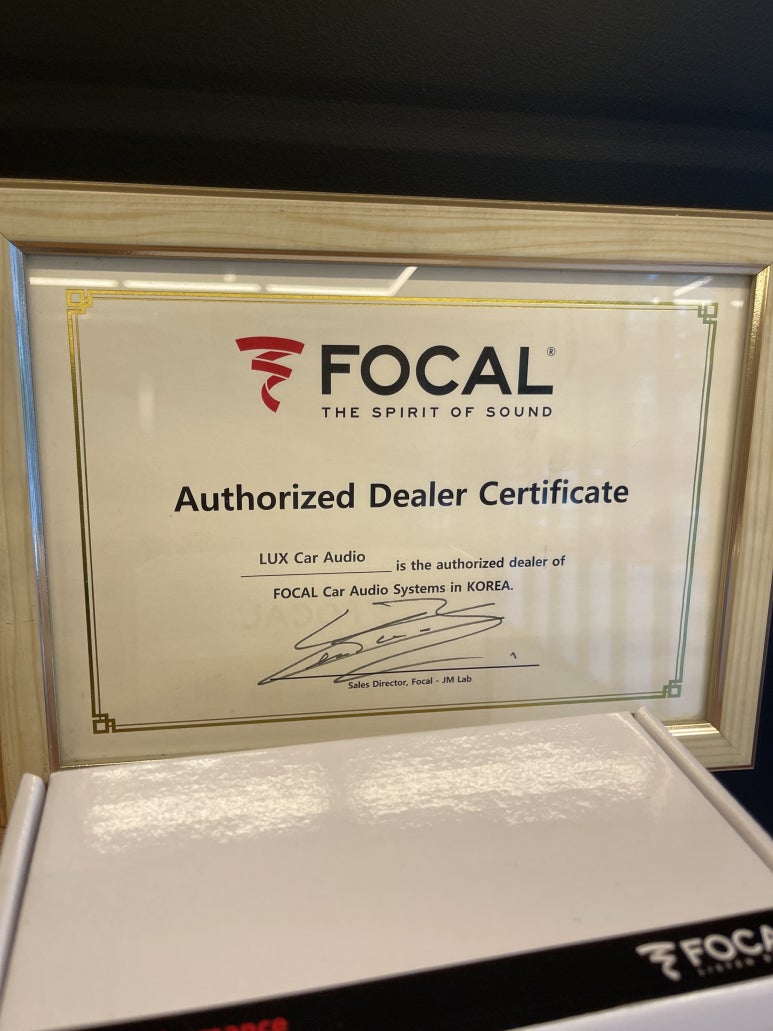 FOCAL®
THE SPIRIT OF SOUND
Authorized Dealer Certificate
LUX Car Audio is the authorized dealer of
FOCAL Car Audio Systems in KOREA.
Sales Director, Focal - JM Lab
FOCA